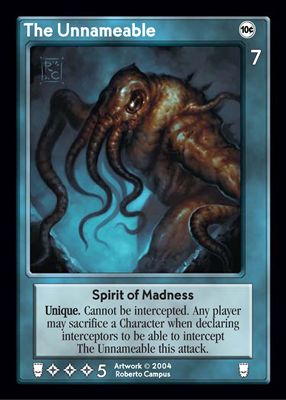 The Unnameable
10¢
7
R C
Spirit of Madness
Unique. Cannot be intercepted. Any player
may sacrifice a Character when declaring
interceptors to be able to intercept
The Unnameable this attack.
5
Artwork © 2004
Roberto Campus